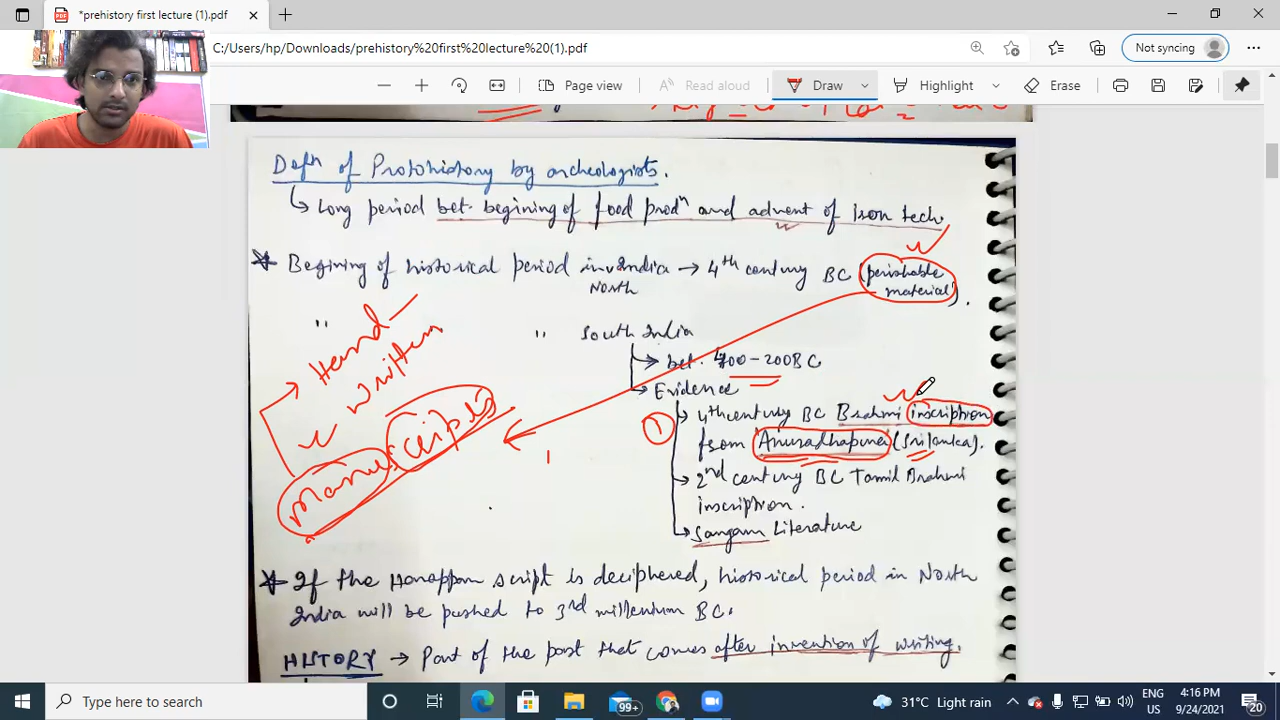 *prehistory first lecture (1).pdf
C:/Users/hp/Downloads/prehistory%20first%20lecture%20(1).pdf
Not syncing
Page view
Read aloud
Draw
Highlight
Erase
Defn of Protohistory by archeologists.
Long period bet. begining of food prodn and advent of Iron tech.
Begining of historical period in India → 4th century BC (perishable material).
North
" " South India
bet. 400-200BC
Evidence
① 4th century BC Brahmi inscription
from Anuradhapura (Srilanka).
2nd century BC Tamil Brahmi
inscription.
Sangam Literature
Hand-
written
Manuscripts
If the Harappan script is deciphered, historical period in North
India will be pushed to 3rd millenium BC.
HISTORY → Part of the past that comes after invention of writing.
Type here to search
99+
31°C Light rain
ENG
US
4:16 PM
9/24/2021
20